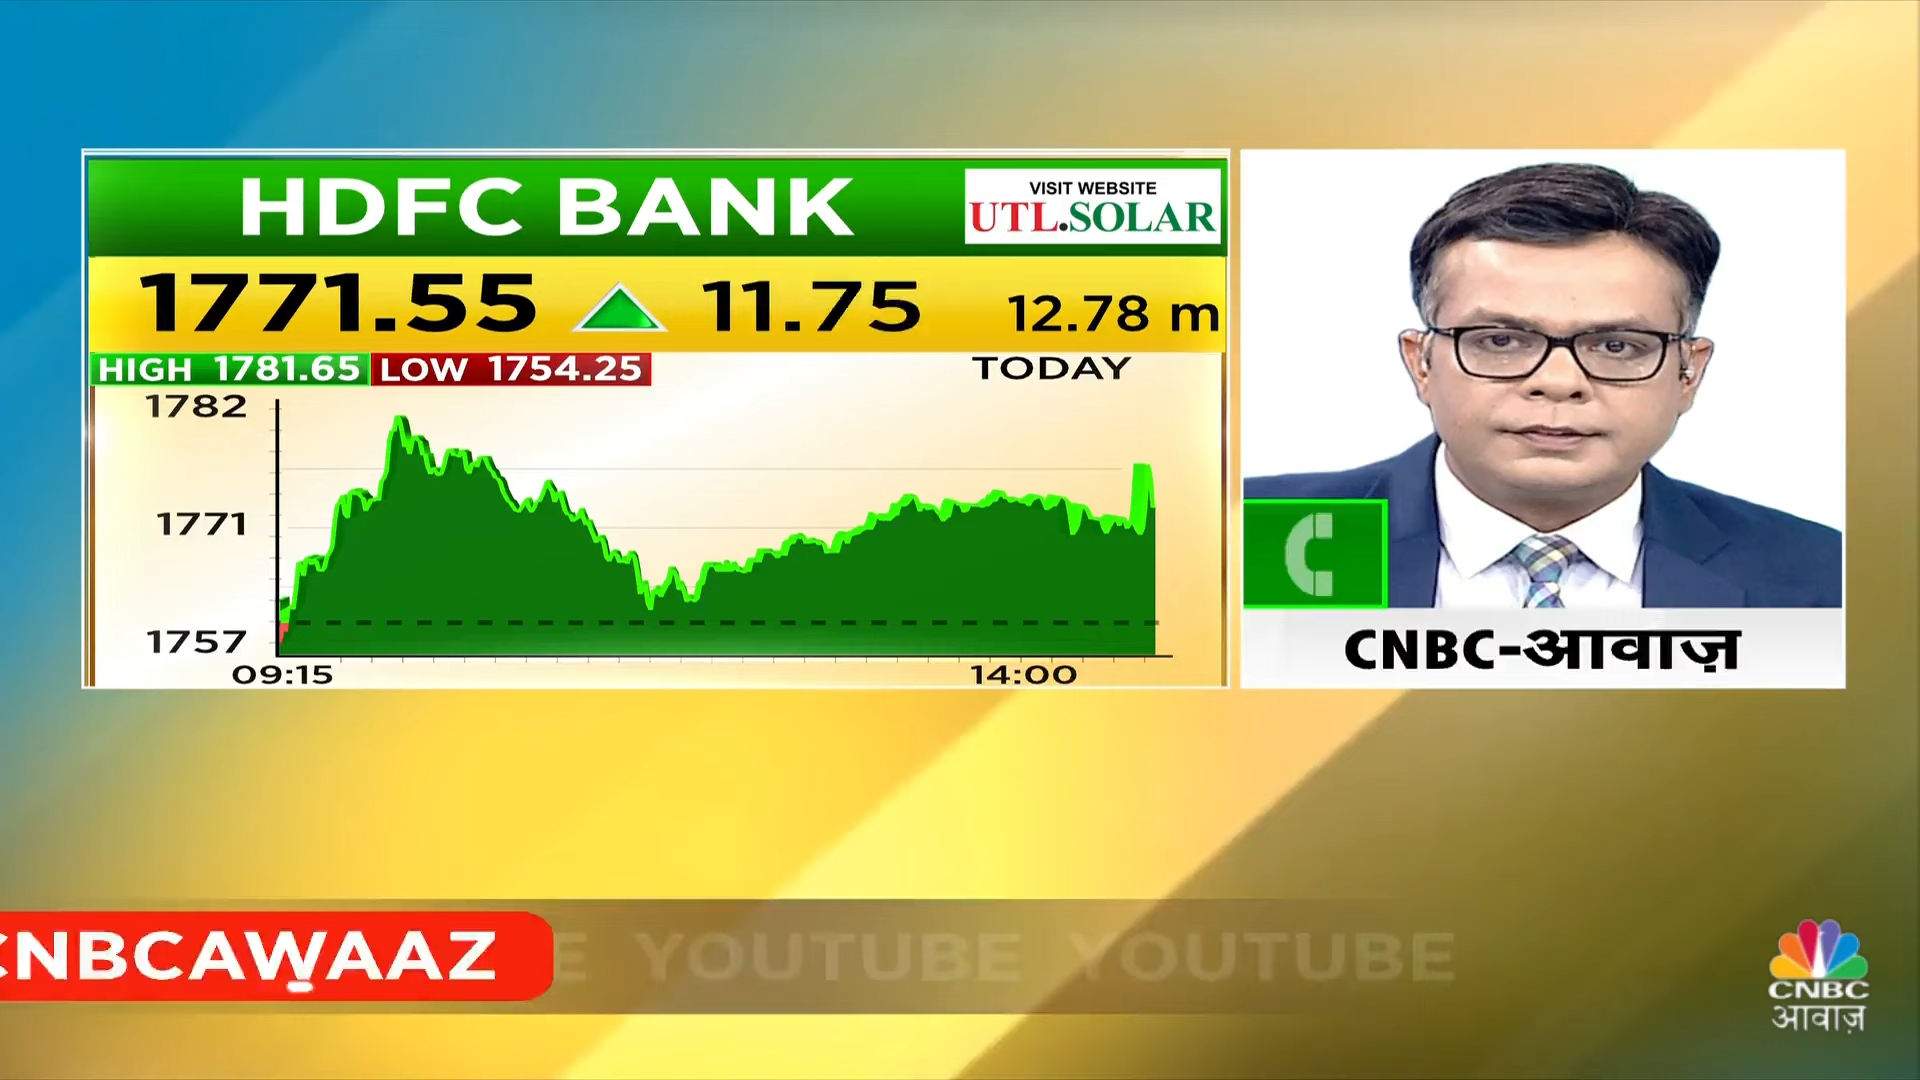 HDFC BANK
VISIT WEBSITE
UTL.SOLAR
1771.55 11.75 12.78 m
HIGH 1781.65 LOW 1754.25 TODAY
1782
1771
1757
09:15 14:00
CNBC-आवाज़
CNBCAWAAZ
YOUTUBE YOUTUBE
CNBC
आवाज़